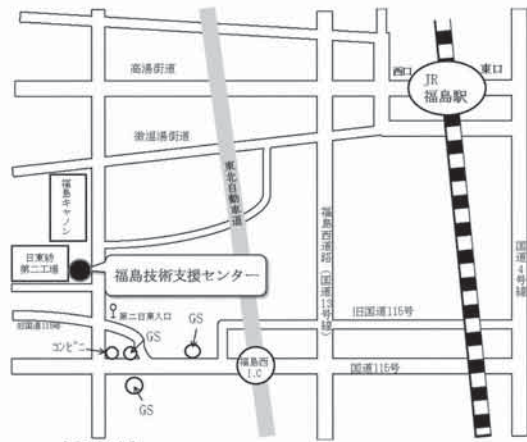 高湯街道
西口
東口
JR
福島駅
微温湯街道
東北自動車道
福島キャノン
日東紡
第二工場
福島技術支援センター
福島西道路(国道13号線)
国道4号線
第二日東入口
旧国道115号
旧国道115号
コンビニ
GS
GS
GS
福島西
I.C
国道115号